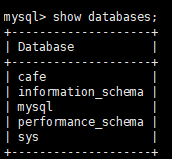 mysql> show databases;
+--------------------+
| Database           |
+--------------------+
| cafe               |
| information_schema |
| mysql              |
| performance_schema |
| sys                |
+--------------------+